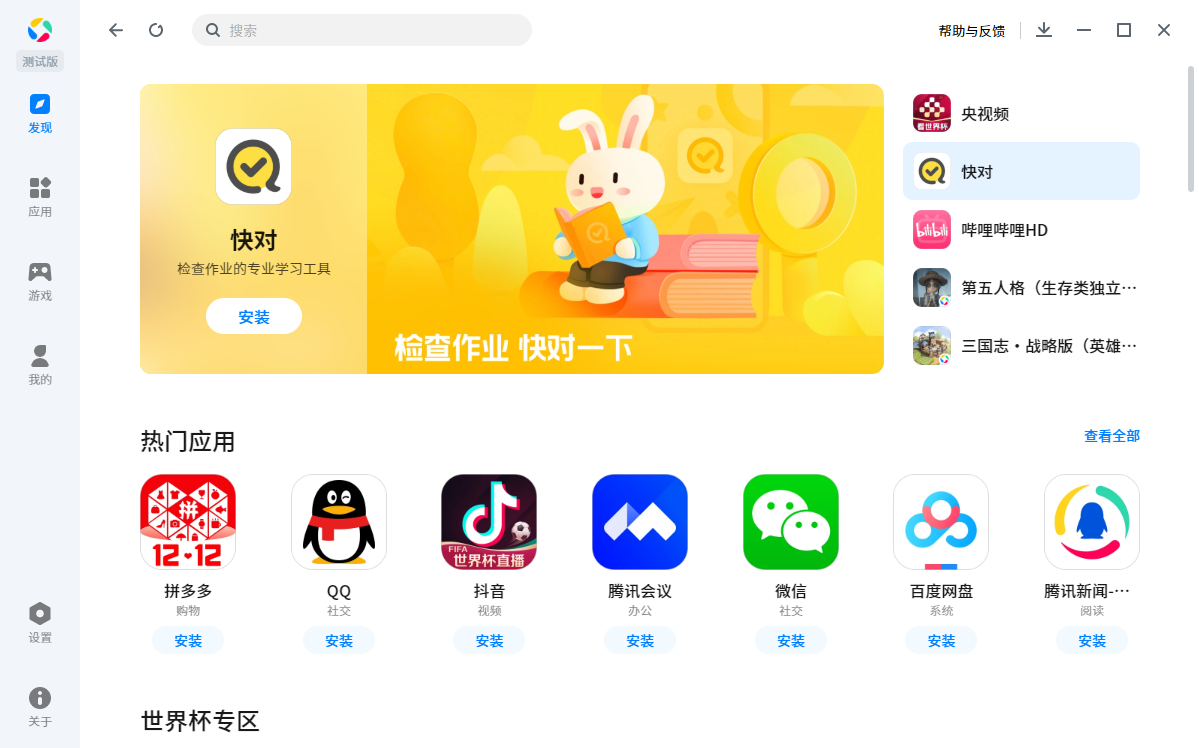 测试版
发现
应用
游戏
我的
设置
关于
搜索
帮助与反馈
快对
检查作业的专业学习工具
安装
检查作业 快对一下
看世界杯
央视频
快对
bilibili
哔哩哔哩HD
第五人格（生存类独立…
三国志·战略版（英雄…
热门应用
查看全部
拼
12·12
FIFA
世界杯直播
拼多多
QQ
抖音
腾讯会议
微信
百度网盘
腾讯新闻-…
购物
社交
视频
办公
社交
系统
阅读
安装
安装
安装
安装
安装
安装
安装
世界杯专区